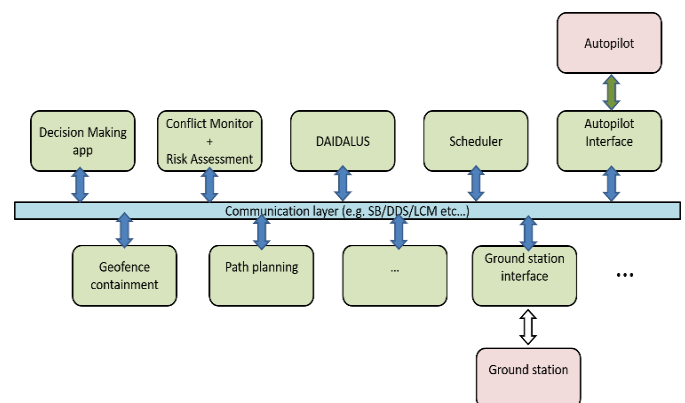 Autopilot
Decision Making
app
Conflict Monitor
+
Risk Assessment
DAIDALUS
Scheduler
Autopilot
Interface
Communication layer (e.g. SB/DDS/LCM etc…)
Geofence
containment
Path planning
...
Ground station
interface
...
Ground station